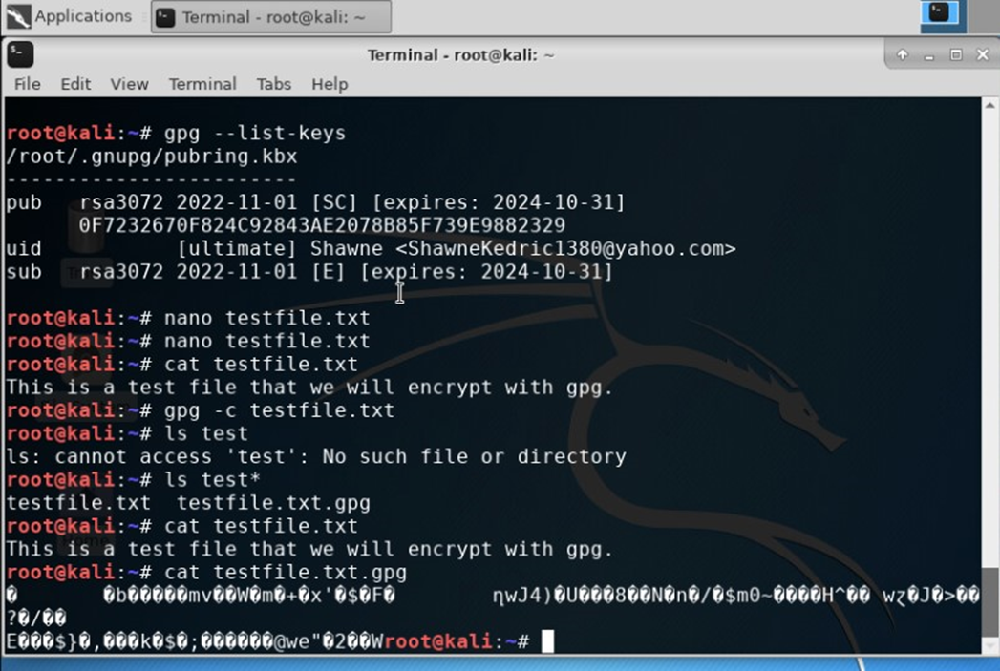 Applications
Terminal - root@kali: ~
Terminal - root@kali: ~
File Edit View Terminal Tabs Help
root@kali:~# gpg --list-keys
/root/.gnupg/pubring.kbx
------------------------
pub rsa3072 2022-11-01 [SC] [expires: 2024-10-31]
0F7232670F824C92843AE2078B85F739E9882329
uid [ultimate] Shawne <ShawneKedric1380@yahoo.com>
sub rsa3072 2022-11-01 [E] [expires: 2024-10-31]
root@kali:~# nano testfile.txt
root@kali:~# nano testfile.txt
root@kali:~# cat testfile.txt
This is a test file that we will encrypt with gpg.
root@kali:~# gpg -c testfile.txt
root@kali:~# ls test
ls: cannot access 'test': No such file or directory
root@kali:~# ls test*
testfile.txt testfile.txt.gpg
root@kali:~# cat testfile.txt
This is a test file that we will encrypt with gpg.
root@kali:~# cat testfile.txt.gpg
� �b�����mv��W�m�+�x'�$�F� ηwJ4)�U���8��N�n�/�$m0~����H^�� wɀ�J�>��
?�/��
E���$}�,���k�$�;������@we"�2��Wroot@kali:~#